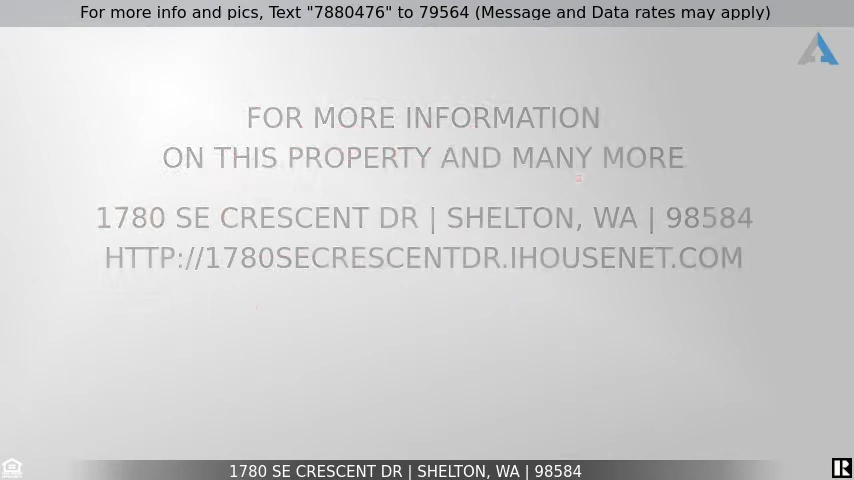 For more info and pics, Text "7880476" to 79564 (Message and Data rates may apply)
FOR MORE INFORMATION
ON THIS PROPERTY AND MANY MORE
1780 SE CRESCENT DR | SHELTON, WA | 98584
HTTP://1780SECRESCENTDR.IHOUSENET.COM
1780 SE CRESCENT DR | SHELTON, WA | 98584